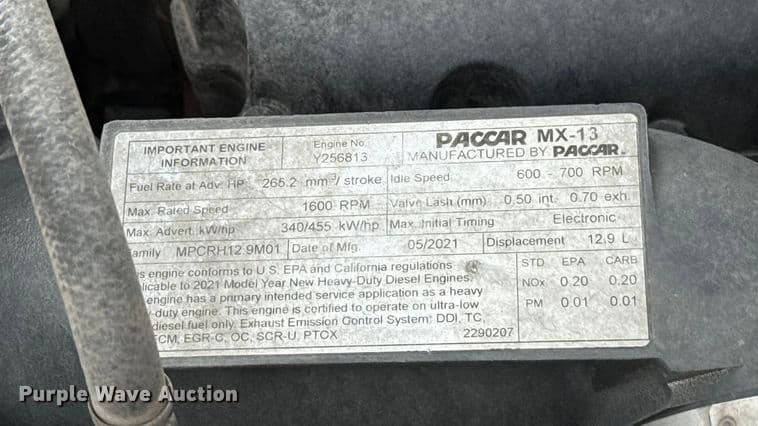 IMPORTANT ENGINE INFORMATION
Engine No. Y256813
PACCAR MX-13
MANUFACTURED BY PACCAR.
Fuel Rate at Adv. HP 265.2 mm³/stroke Idle Speed 600 - 700 RPM
Max. Rated Speed 1600 RPM Valve Lash (mm) 0.50 int. 0.70 exh.
Max. Advert. kW/hp 340/455 kW/hp Max. Initial Timing Electronic
amily MPCRH12.9M01 Date of Mfg. 05/2021 Displacement 12,9 L
s engine conforms to U.S. EPA and California regulations
licable to 2021 Model Year New Heavy-Duty Diesel Engines.
engine has a primary intended service application as a heavy
-duty engine. This engine is certified to operate on ultra-low
diesel fuel only. Exhaust Emission Control System: DDI, TC,
ECM, EGR-C, OC, SCR-U, PTOX 2290207
STD EPA CARB
NOx 0.20 0.20
PM 0.01 0.01
Purple Wave Auction